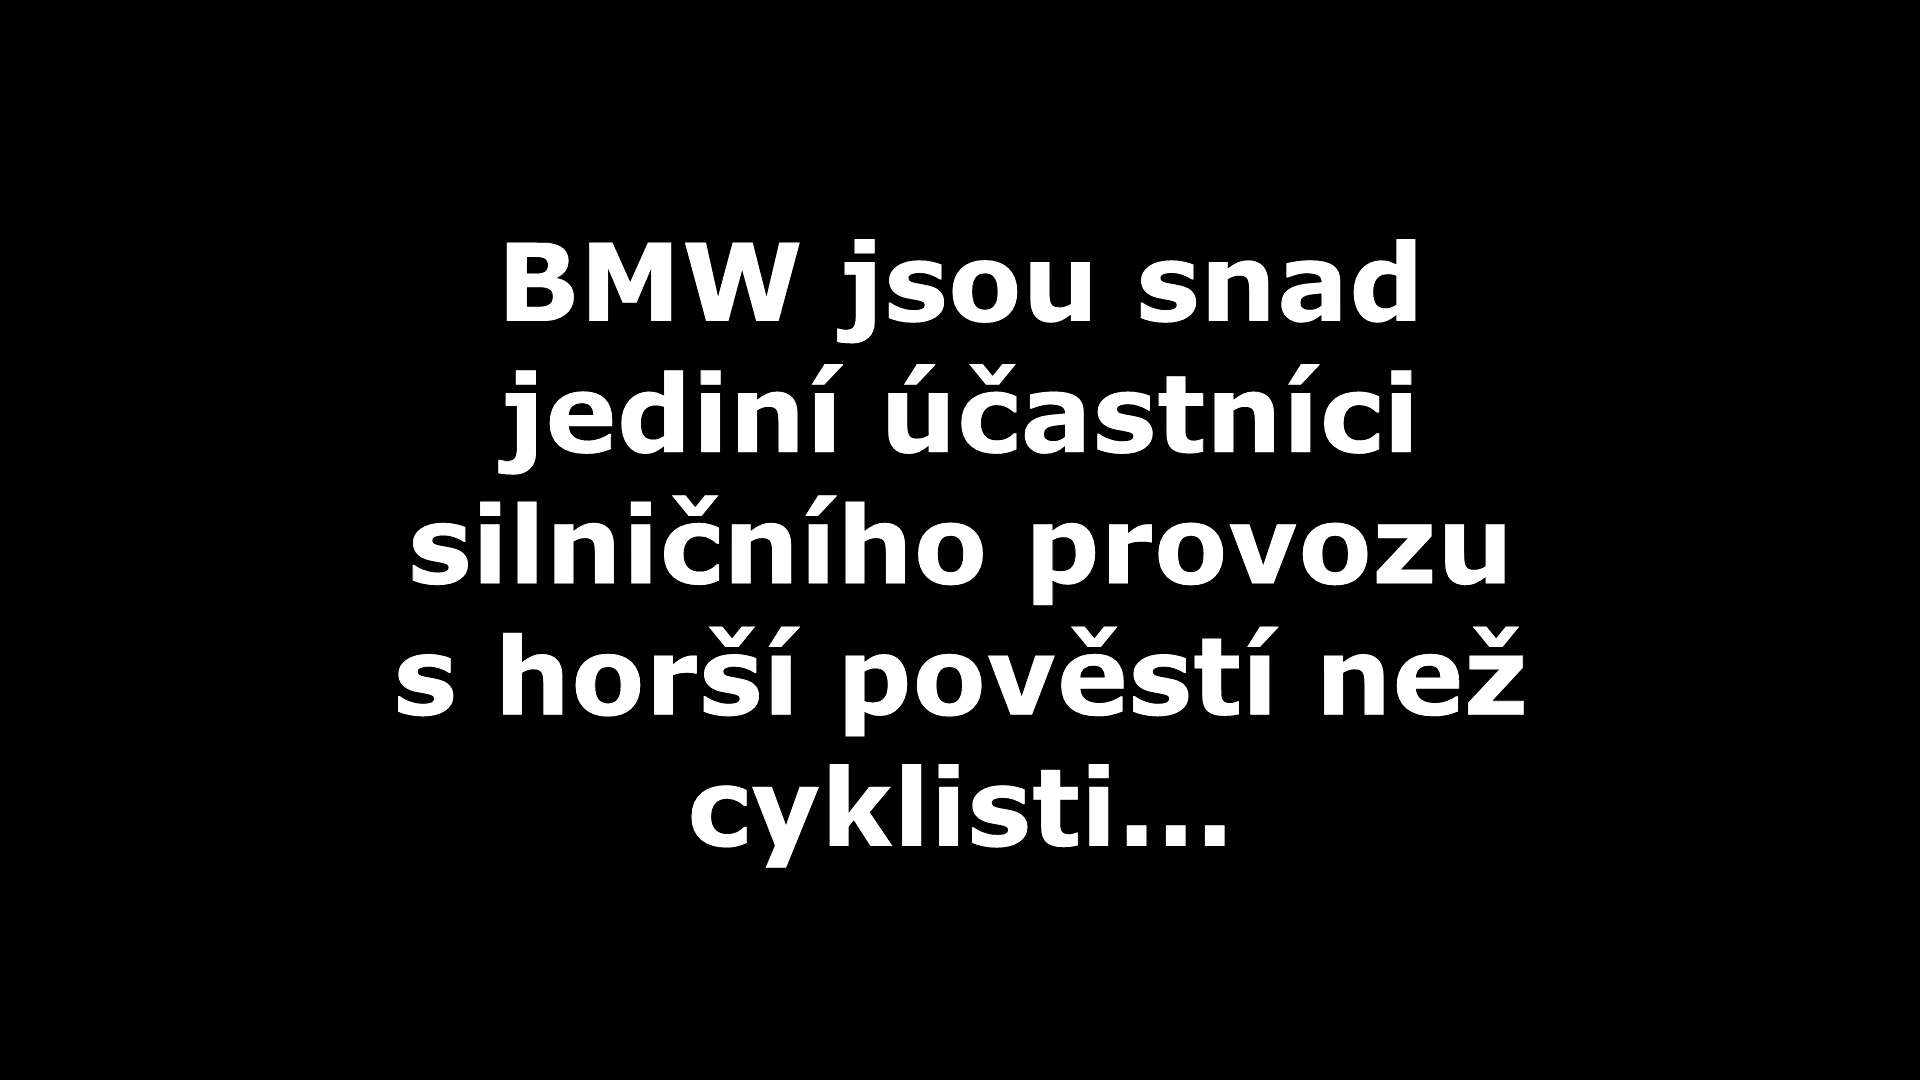 BMW jsou snad
jediní účastníci
silničního provozu
s horší pověstí než
cyklisti...